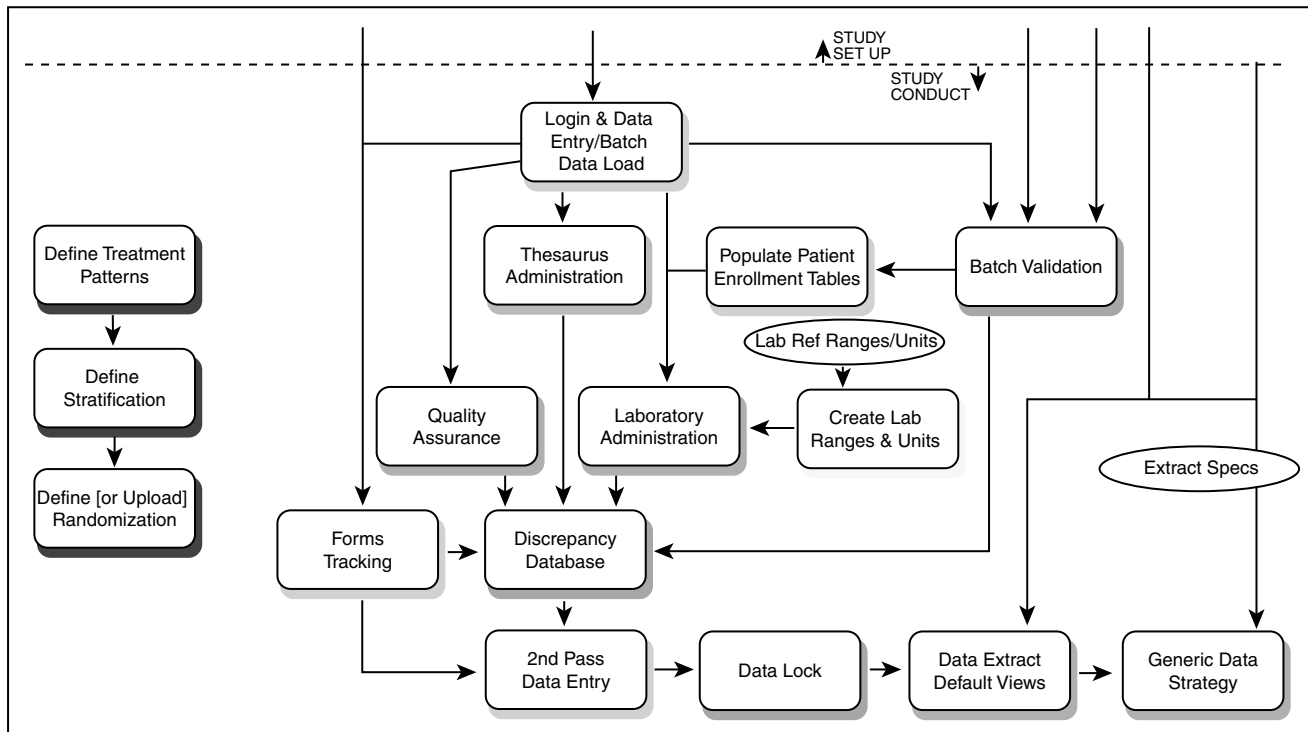 STUDY
SET UP
STUDY
CONDUCT
Login & Data
Entry/Batch
Data Load
Define Treatment
Patterns
Thesaurus
Administration
Populate Patient
Enrollment Tables
Batch Validation
Lab Ref Ranges/Units
Define
Stratification
Quality
Assurance
Laboratory
Administration
Create Lab
Ranges & Units
Extract Specs
Define [or Upload]
Randomization
Forms
Tracking
Discrepancy
Database
2nd Pass
Data Entry
Data Lock
Data Extract
Default Views
Generic Data
Strategy